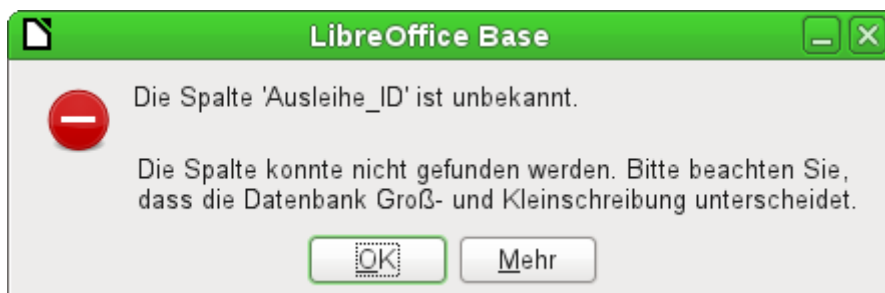 LibreOffice Base
Die Spalte 'Ausleihe_ID' ist unbekannt.
Die Spalte konnte nicht gefunden werden. Bitte beachten Sie,
dass die Datenbank Groß- und Kleinschreibung unterscheidet.
OK Mehr